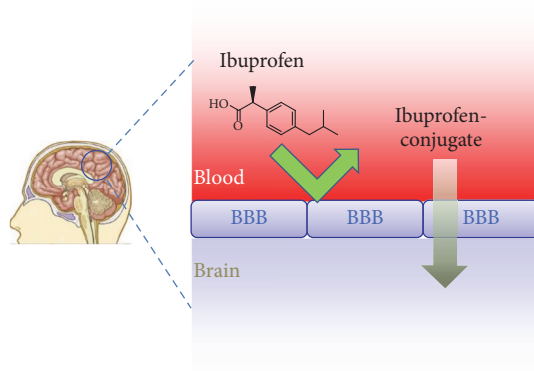 Ibuprofen
HO
O
Ibuprofen-
conjugate
Blood
BBB BBB BBB
Brain